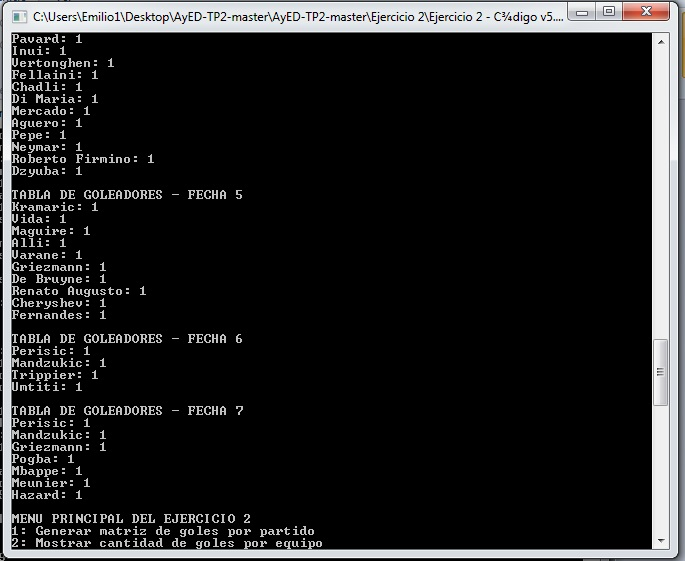 C:\Users\Emilio1\Desktop\AyED-TP2-master\AyED-TP2-master\Ejercicio 2\Ejercicio 2 - C¾digo v5....
Pavard: 1
Inui: 1
Vertonghen: 1
Fellaini: 1
Chadli: 1
Di Maria: 1
Mercado: 1
Aguero: 1
Pepe: 1
Neymar: 1
Roberto Firmino: 1
Dzyuba: 1
TABLA DE GOLEADORES - FECHA 5
Kramaric: 1
Vida: 1
Maguire: 1
Alli: 1
Varane: 1
Griezmann: 1
De Bruyne: 1
Renato Augusto: 1
Cheryshev: 1
Fernandes: 1
TABLA DE GOLEADORES - FECHA 6
Perisic: 1
Mandzukic: 1
Trippier: 1
Umtiti: 1
TABLA DE GOLEADORES - FECHA 7
Perisic: 1
Mandzukic: 1
Griezmann: 1
Pogba: 1
Mbappe: 1
Meunier: 1
Hazard: 1
MENU PRINCIPAL DEL EJERCICIO 2
1: Generar matriz de goles por partido
2: Mostrar cantidad de goles por equipo